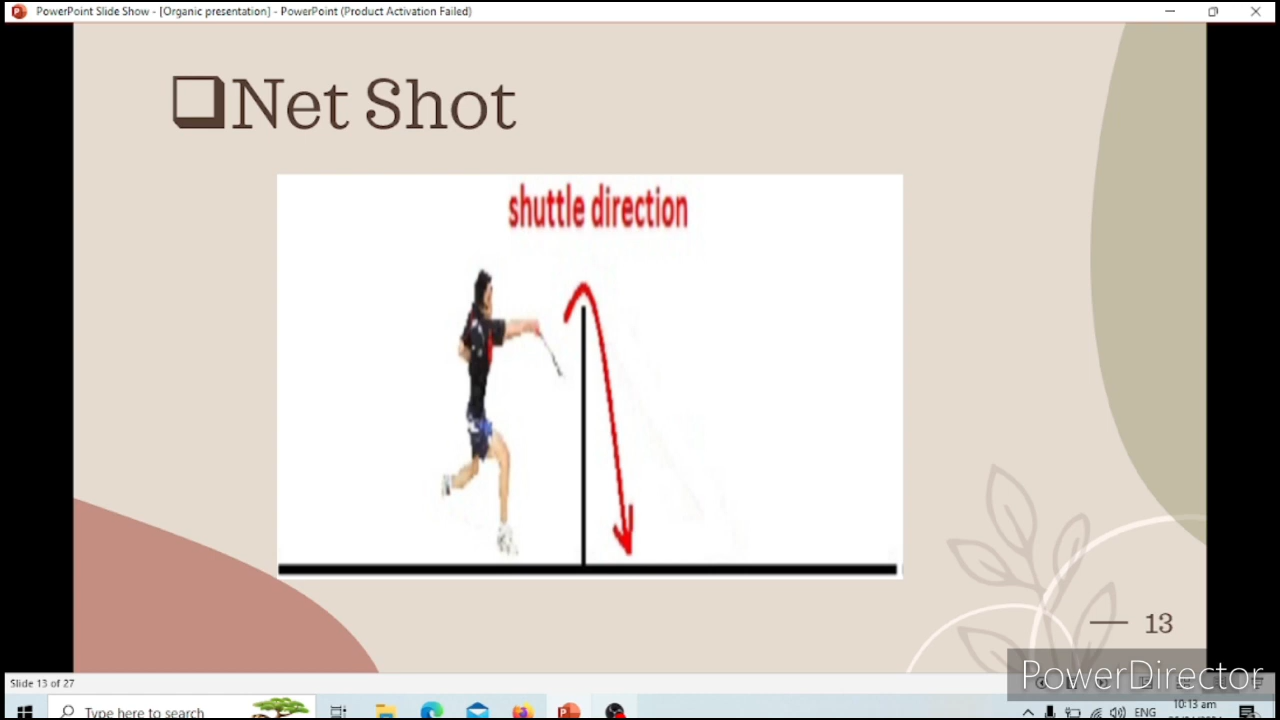 PowerPoint Slide Show - [Organic presentation] - PowerPoint (Product Activation Failed)
❑Net Shot
shuttle direction
13
PowerDirector
Slide 13 of 27
Type here to search
ENG
10:13 am